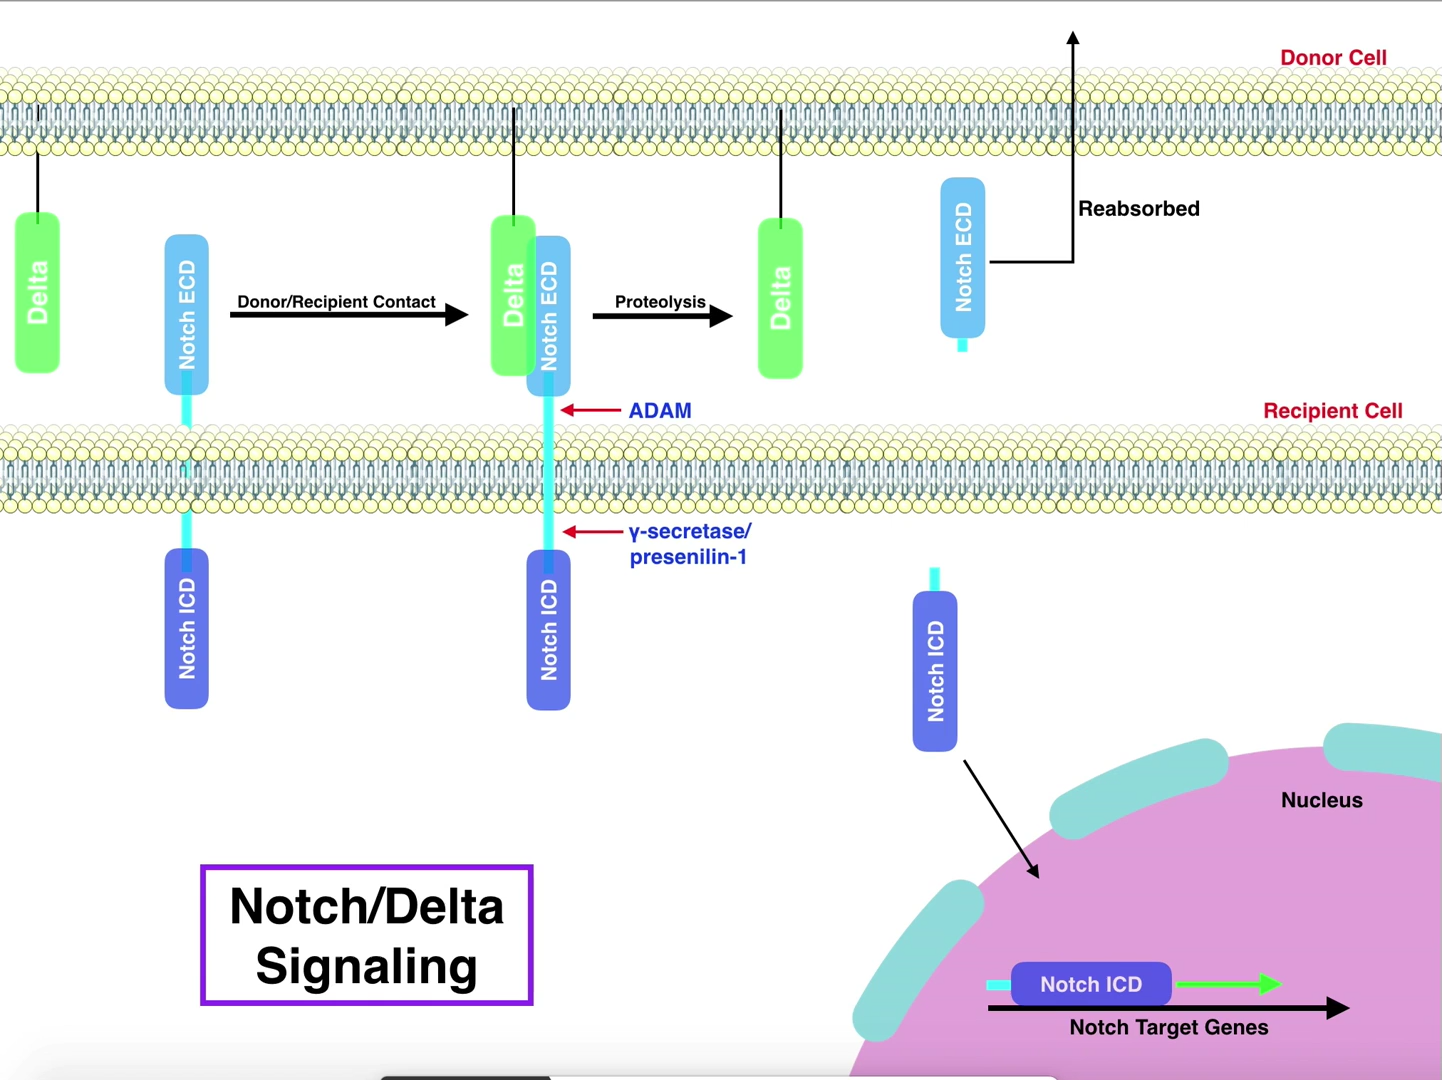 Donor Cell
Reabsorbed
Delta
Notch ECD
Donor/Recipient Contact
Delta
Notch ECD
Proteolysis
Delta
Notch ECD
ADAM
Recipient Cell
γ-secretase/
presenilin-1
Notch ICD
Notch ICD
Notch ICD
Nucleus
Notch/Delta
Signaling
Notch ICD
Notch Target Genes